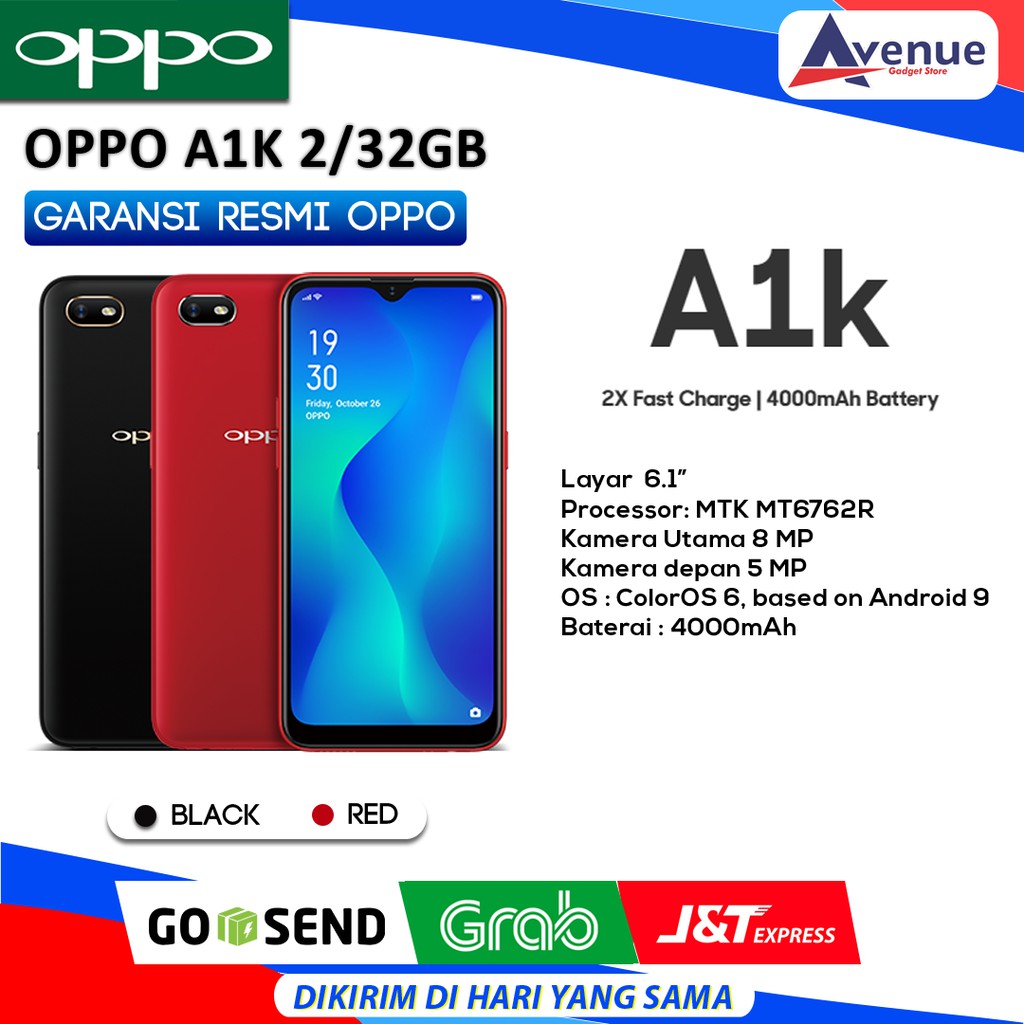 oppo
Avenue
Gadget Store
OPPO A1K 2/32GB
GARANSI RESMI OPPO
19
30
Friday, October 26
OPPO
op
opp
A1k
2X Fast Charge | 4000mAh Battery
Layar 6.1”
Processor: MTK MT6762R
Kamera Utama 8 MP
Kamera depan 5 MP
OS : ColorOS 6, based on Android 9
Baterai : 4000mAh
BLACK
RED
GO SEND
Grab
J&T EXPRESS
DIKIRIM DI HARI YANG SAMA